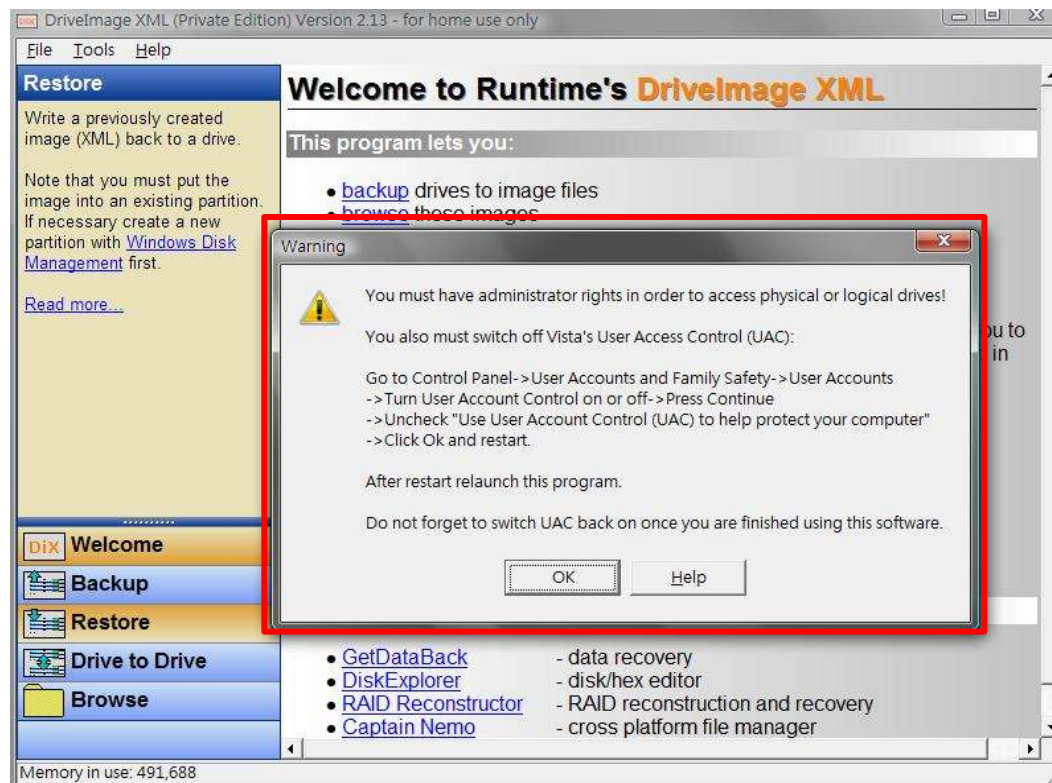 DriveImage XML (Private Edition) Version 2.13 - for home use only
File Tools Help
Restore
Write a previously created
image (XML) back to a drive.
Note that you must put the
image into an existing partition.
If necessary create a new
partition with Windows Disk
Management first.
Read more...
DiX Welcome
Backup
Restore
Drive to Drive
Browse
Welcome to Runtime's DriveImage XML
This program lets you:
• backup drives to image files
• browse these images
ou to
in
Warning
You must have administrator rights in order to access physical or logical drives!
You also must switch off Vista's User Access Control (UAC):
Go to Control Panel->User Accounts and Family Safety->User Accounts
->Turn User Account Control on or off->Press Continue
->Uncheck "Use User Account Control (UAC) to help protect your computer"
->Click Ok and restart.
After restart relaunch this program.
Do not forget to switch UAC back on once you are finished using this software.
OK Help
• GetDataBack - data recovery
• DiskExplorer - disk/hex editor
• RAID Reconstructor - RAID reconstruction and recovery
• Captain Nemo - cross platform file manager
Memory in use: 491,688